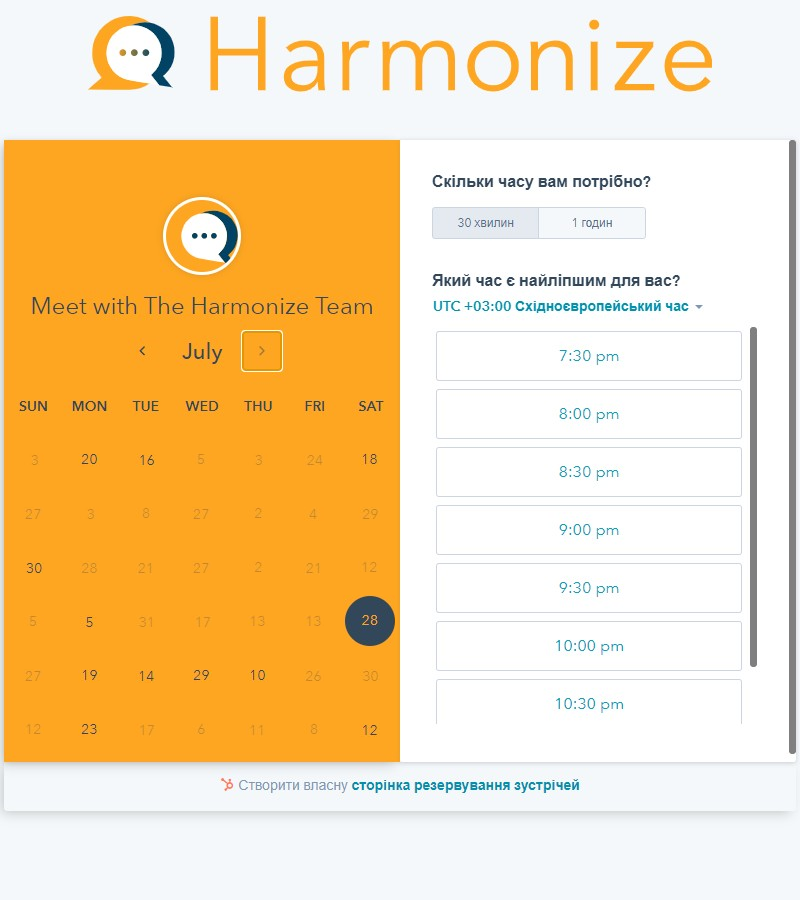 Harmonize
Meet with The Harmonize Team
July
SUN MON TUE WED THU FRI SAT
3 20 16 5 3 24 18
27 3 8 27 2 4 29
30 28 21 27 2 21 12
5 5 31 17 13 13 28
27 19 14 29 10 26 30
12 23 17 6 11 8 12
Скільки часу вам потрібно?
30 хвилин 1 годин
Який час є найліпшим для вас?
UTC +03:00 Східноєвропейський час
7:30 pm
8:00 pm
8:30 pm
9:00 pm
9:30 pm
10:00 pm
10:30 pm
Створити власну сторінка резервування зустрічей